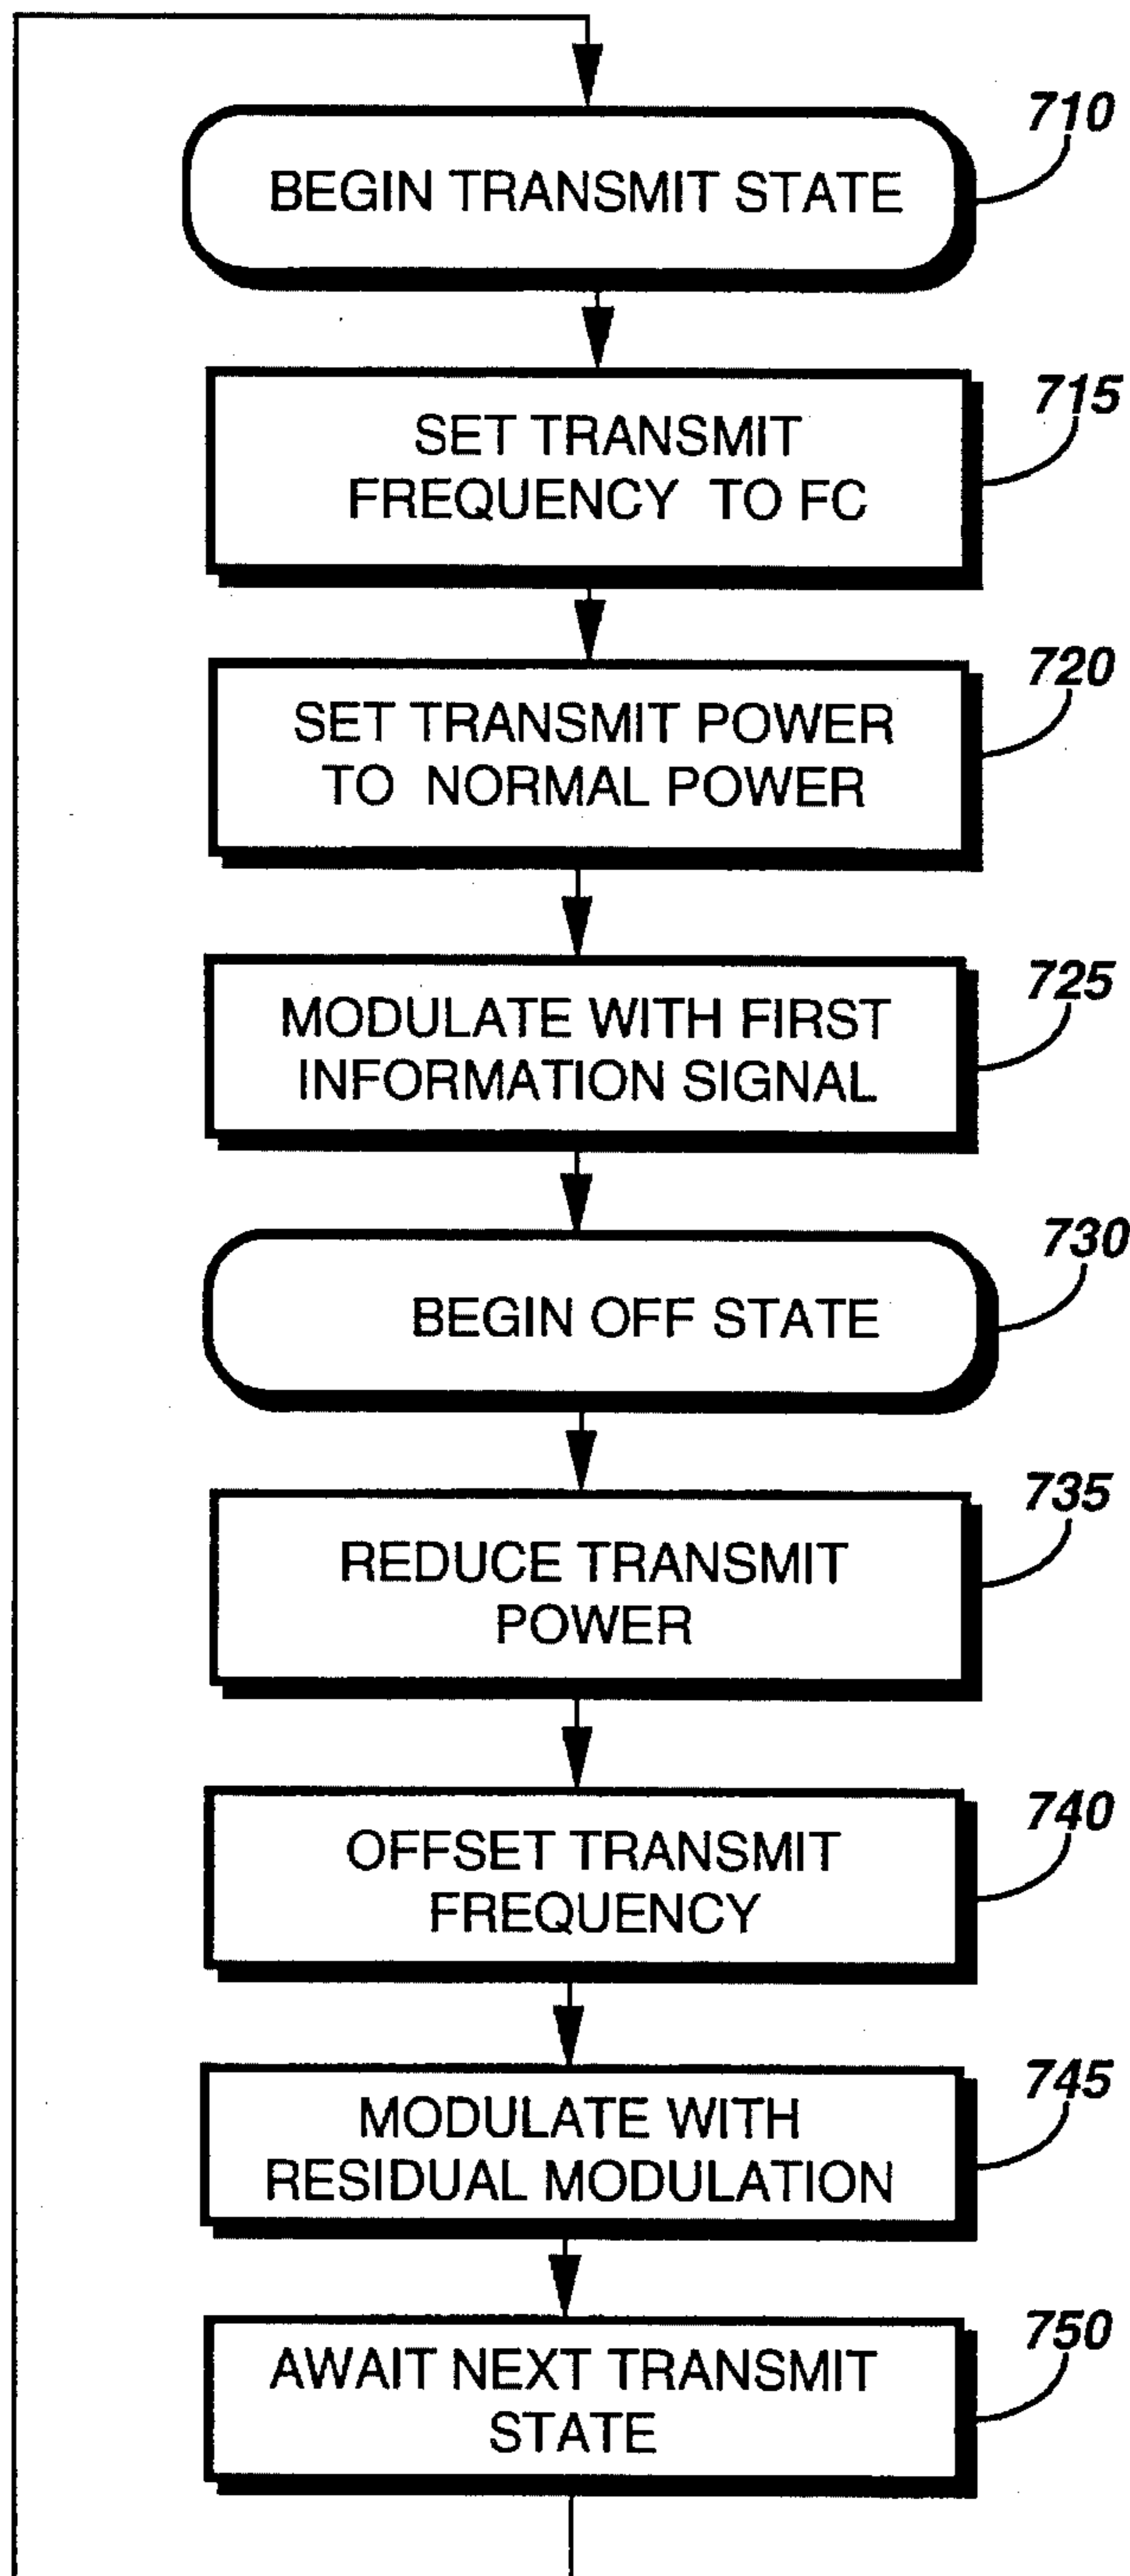 710
BEGIN TRANSMIT STATE
715
SET TRANSMIT
FREQUENCY TO FC
720
SET TRANSMIT POWER
TO NORMAL POWER
725
MODULATE WITH FIRST
INFORMATION SIGNAL
730
BEGIN OFF STATE
735
REDUCE TRANSMIT
POWER
740
OFFSET TRANSMIT
FREQUENCY
745
MODULATE WITH
RESIDUAL MODULATION
750
AWAIT NEXT TRANSMIT
STATE